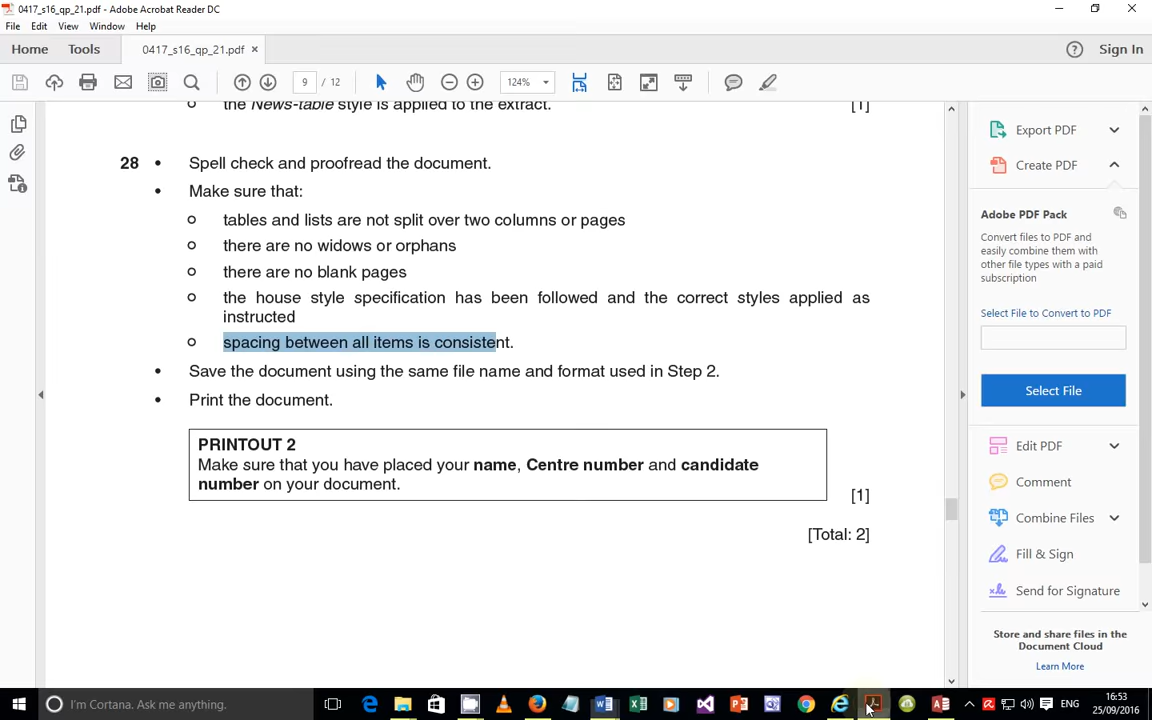 0417_s16_qp_21.pdf - Adobe Acrobat Reader DC
File Edit View Window Help
Home Tools 0417_s16_qp_21.pdf × Sign In
9 / 12 124%
the News-table style is applied to the extract. [1]
28 • Spell check and proofread the document.
• Make sure that:
o tables and lists are not split over two columns or pages
o there are no widows or orphans
o there are no blank pages
o the house style specification has been followed and the correct styles applied as
instructed
o spacing between all items is consistent.
• Save the document using the same file name and format used in Step 2.
• Print the document.
PRINTOUT 2
Make sure that you have placed your name, Centre number and candidate
number on your document.
[1]
[Total: 2]
Export PDF
Create PDF
Adobe PDF Pack
Convert files to PDF and
easily combine them with
other file types with a paid
subscription
Select File to Convert to PDF
Select File
Edit PDF
Comment
Combine Files
Fill & Sign
Send for Signature
Store and share files in the
Document Cloud
Learn More
I'm Cortana. Ask me anything.
ENG
16:53
25/09/2016